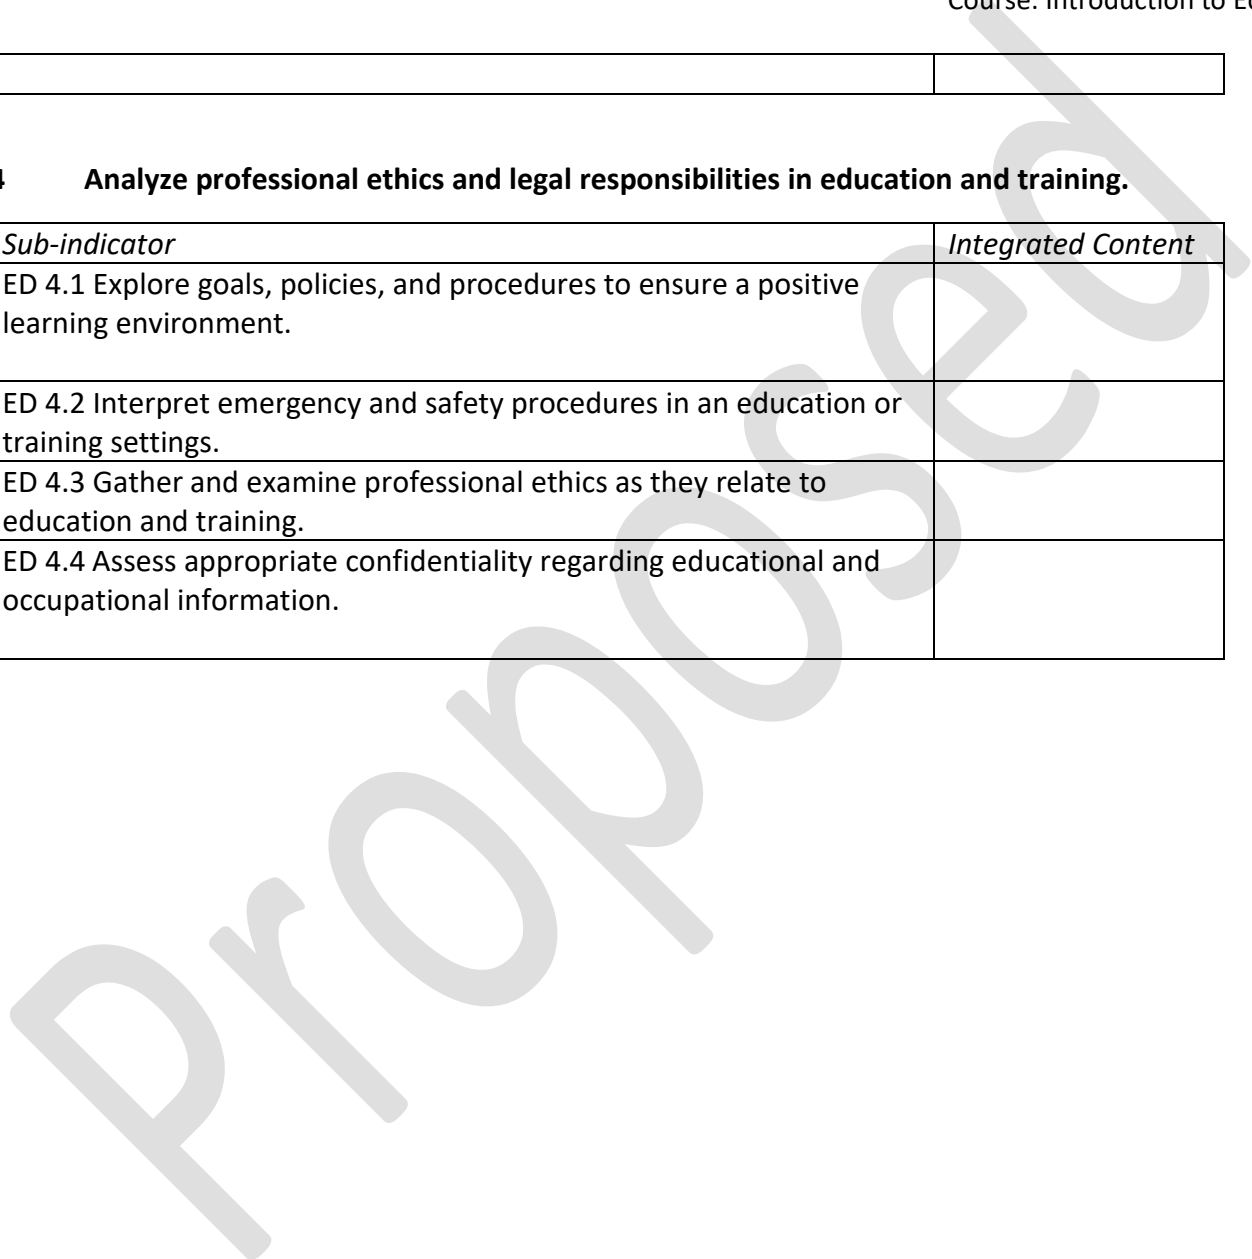 Course: Introduction to
4 Analyze professional ethics and legal responsibilities in education and training.
Sub-indicator Integrated Content
ED 4.1 Explore goals, policies, and procedures to ensure a positive
learning environment.
ED 4.2 Interpret emergency and safety procedures in an education or
training settings.
ED 4.3 Gather and examine professional ethics as they relate to
education and training.
ED 4.4 Assess appropriate confidentiality regarding educational and
occupational information.
Proposed